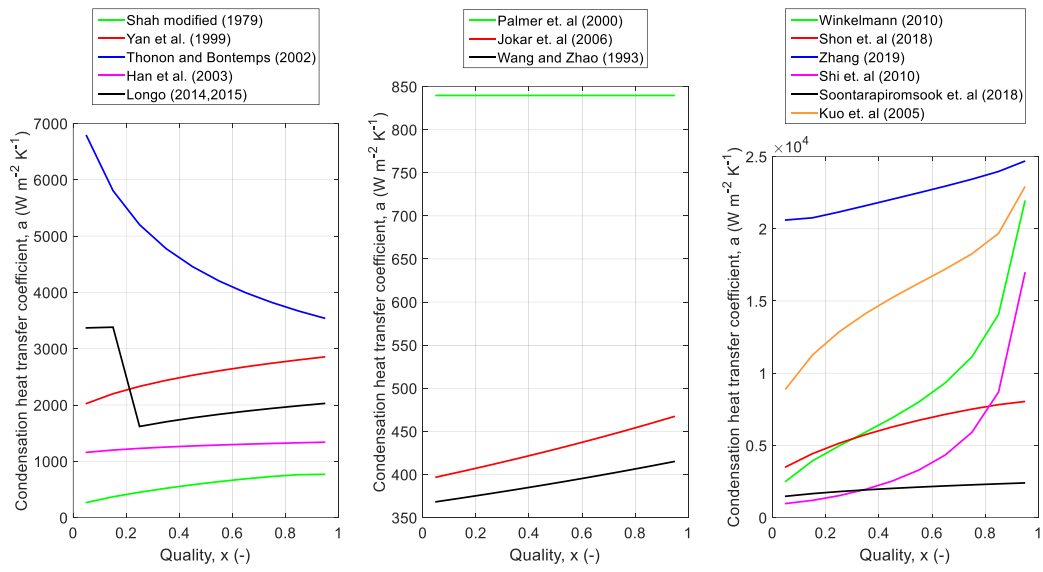 Shah modified (1979)
Yan et al. (1999)
Thonon and Bontemps (2002)
Han et al. (2003)
Longo (2014,2015)
Condensation heat transfer coefficient, a (W m⁻² K⁻¹)
7000
6000
5000
4000
3000
2000
1000
0
0
0.2
0.4
0.6
0.8
1
Quality, x (-)
Palmer et. al (2000)
Jokar et. al (2006)
Wang and Zhao (1993)
Condensation heat transfer coefficient, a (W m⁻² K⁻¹)
850
800
750
700
650
600
550
500
450
400
350
0
0.2
0.4
0.6
0.8
1
Quality, x (-)
Winkelmann (2010)
Shon et. al (2018)
Zhang (2019)
Shi et. al (2010)
Soontarapiromsook et. al (2018)
Kuo et. al (2005)
Condensation heat transfer coefficient, a (W m⁻² K⁻¹)
×10⁴
2.5
2
1.5
1
0.5
0
0
0.2
0.4
0.6
0.8
1
Quality, x (-)